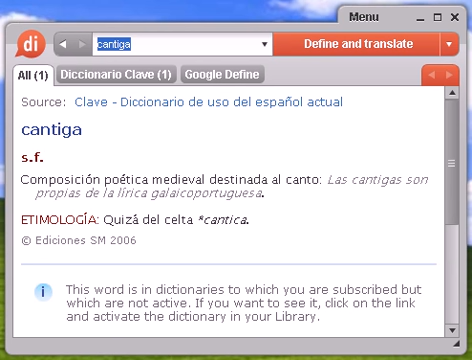 Menu
di cantiga Define and translate
All (1) Diccionario Clave (1) Google Define
Source: Clave - Diccionario de uso del español actual
cantiga
s.f.
Composición poética medieval destinada al canto: Las cantigas son
propias de la lírica galaicoportuguesa.
ETIMOLOGÍA: Quizá del celta *cantica.
© Ediciones SM 2006
i This word is in dictionaries to which you are subscribed but
which are not active. If you want to see it, click on the link
and activate the dictionary in your Library.